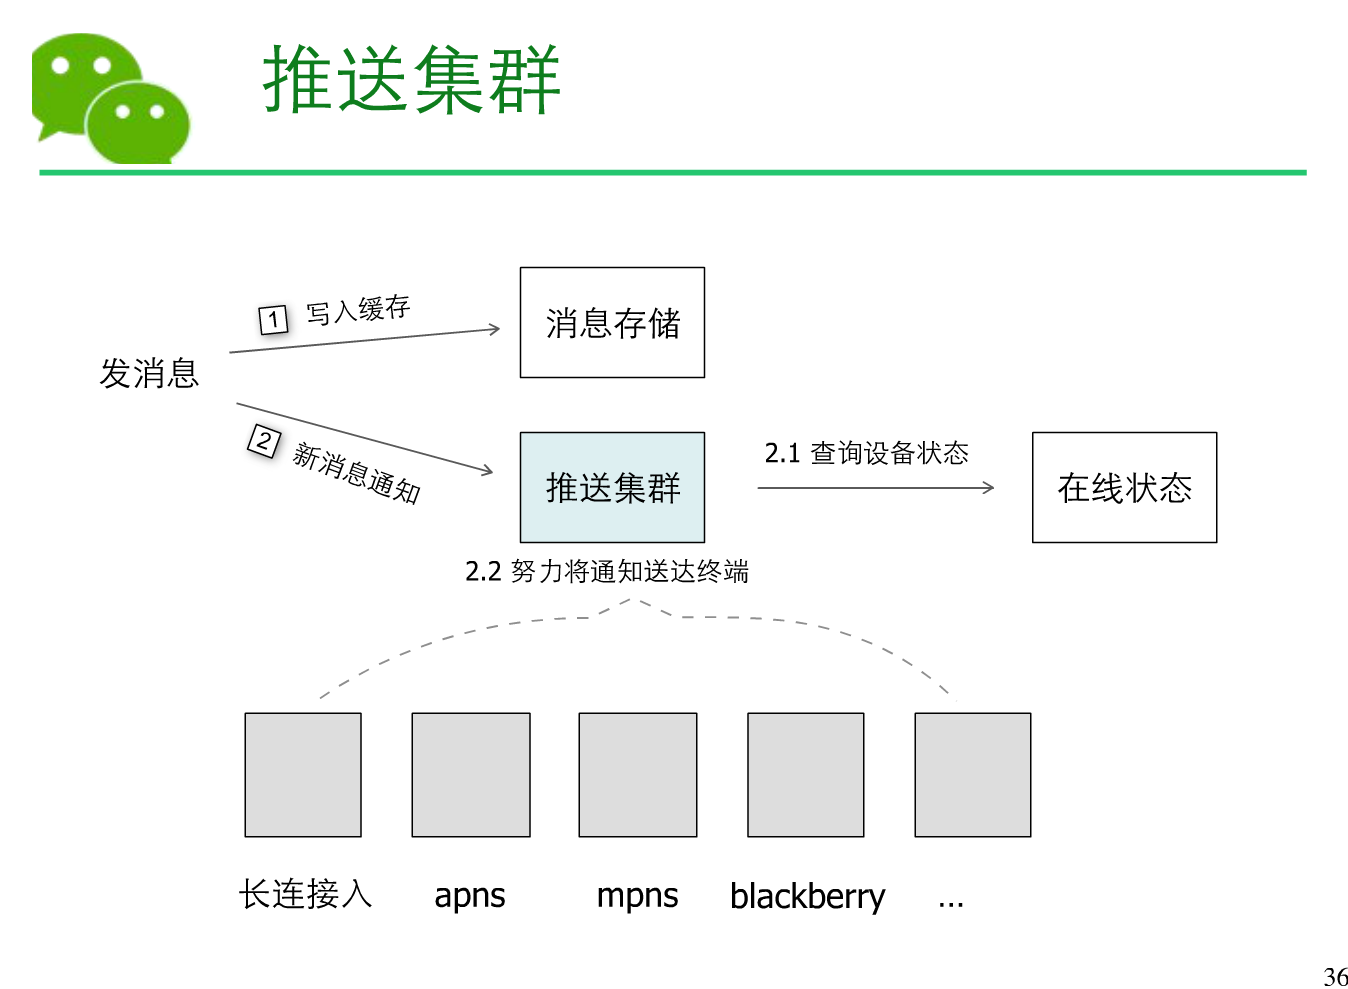 推送集群
1 写入缓存
消息存储
发消息
2 新消息通知
推送集群
2.1 查询设备状态
在线状态
2.2 努力将通知送达终端
长连接入
apns
mpns
blackberry
...
36